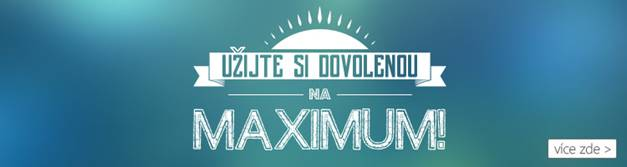 UŽIJTE SI DOVOLENOU
NA
MAXIMUM!
více zde >